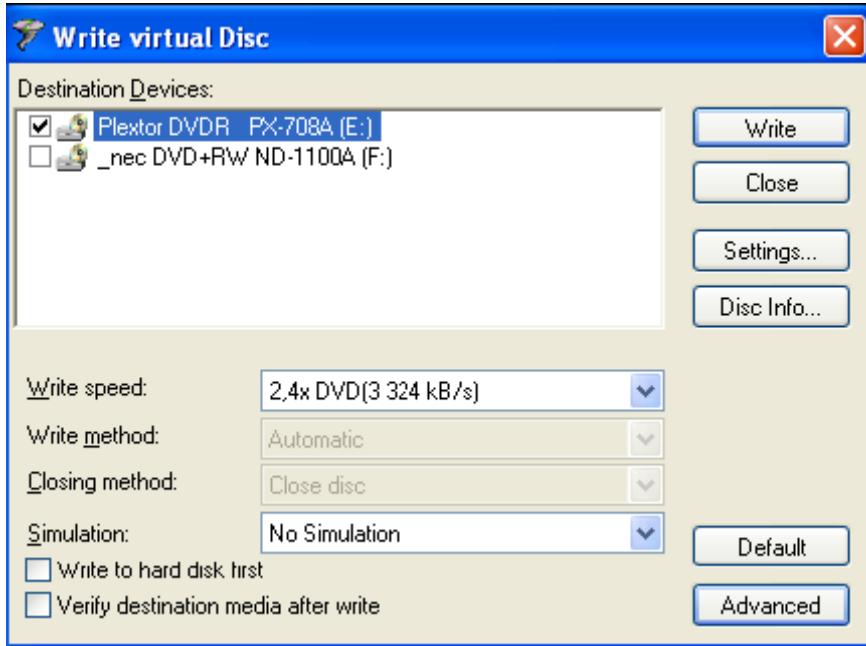 Write virtual Disc
Destination Devices:
Plextor DVDR PX-708A (E:)
_nec DVD+RW ND-1100A (F:)
Write
Close
Settings...
Disc Info...
Write speed:
2,4x DVD(3 324 kB/s)
Write method:
Automatic
Closing method:
Close disc
Simulation:
No Simulation
Default
Write to hard disk first
Verify destination media after write
Advanced